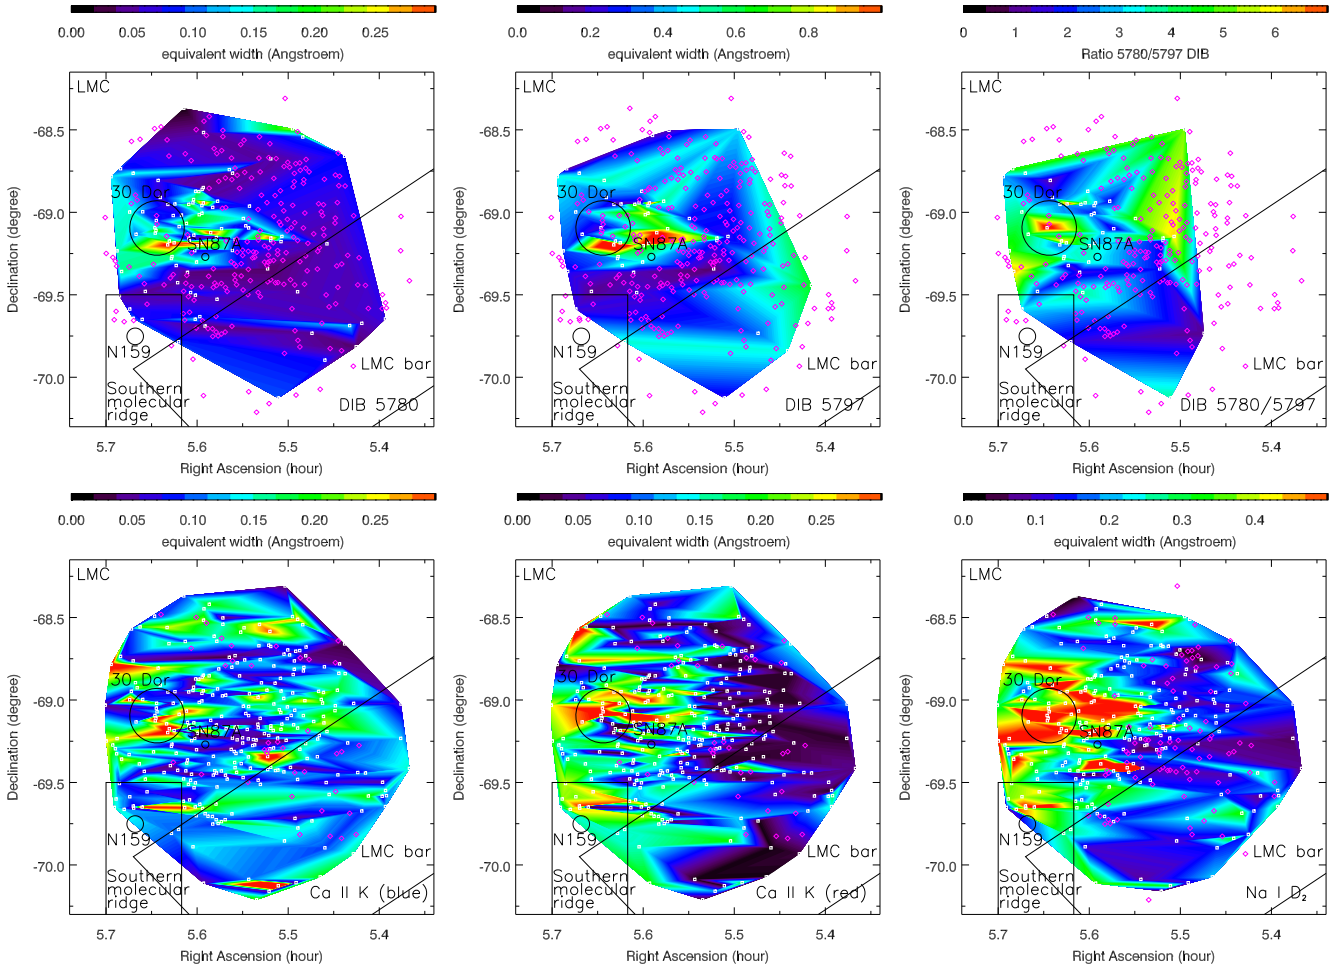 0.00 0.05 0.10 0.15 0.20 0.25
equivalent width (Angstroem)
LMC
-68.5
-69.0
-69.5
-70.0
Declination (degree)
30 Dor
SN87A
N159
Southern
molecular
ridge
LMC bar
DIB 5780
5.7 5.6 5.5 5.4
Right Ascension (hour)
0.0 0.2 0.4 0.6 0.8
equivalent width (Angstroem)
LMC
-68.5
-69.0
-69.5
-70.0
Declination (degree)
30 Dor
SN87A
N159
Southern
molecular
ridge
LMC bar
DIB 5797
5.7 5.6 5.5 5.4
Right Ascension (hour)
0 1 2 3 4 5 6
Ratio 5780/5797 DIB
LMC
-68.5
-69.0
-69.5
-70.0
Declination (degree)
30 Dor
SN87A
N159
Southern
molecular
ridge
LMC bar
DIB 5780/5797
5.7 5.6 5.5 5.4
Right Ascension (hour)
0.00 0.05 0.10 0.15 0.20 0.25
equivalent width (Angstroem)
LMC
-68.5
-69.0
-69.5
-70.0
Declination (degree)
30 Dor
SN87A
N159
Southern
molecular
ridge
LMC bar
Ca II K (blue)
5.7 5.6 5.5 5.4
Right Ascension (hour)
0.00 0.05 0.10 0.15 0.20 0.25
equivalent width (Angstroem)
LMC
-68.5
-69.0
-69.5
-70.0
Declination (degree)
30 Dor
SN87A
N159
Southern
molecular
ridge
LMC bar
Ca II K (red)
5.7 5.6 5.5 5.4
Right Ascension (hour)
0.0 0.1 0.2 0.3 0.4
equivalent width (Angstroem)
LMC
-68.5
-69.0
-69.5
-70.0
Declination (degree)
30 Dor
SN87A
N159
Southern
molecular
ridge
LMC bar
Na I D₂
5.7 5.6 5.5 5.4
Right Ascension (hour)